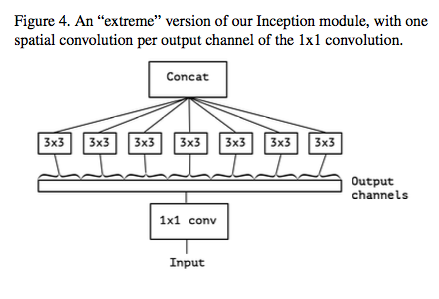 Figure 4. An “extreme” version of our Inception module, with one
spatial convolution per output channel of the 1x1 convolution.
Concat
3x3 3x3 3x3 3x3 3x3 3x3 3x3
Output
channels
1x1 conv
Input